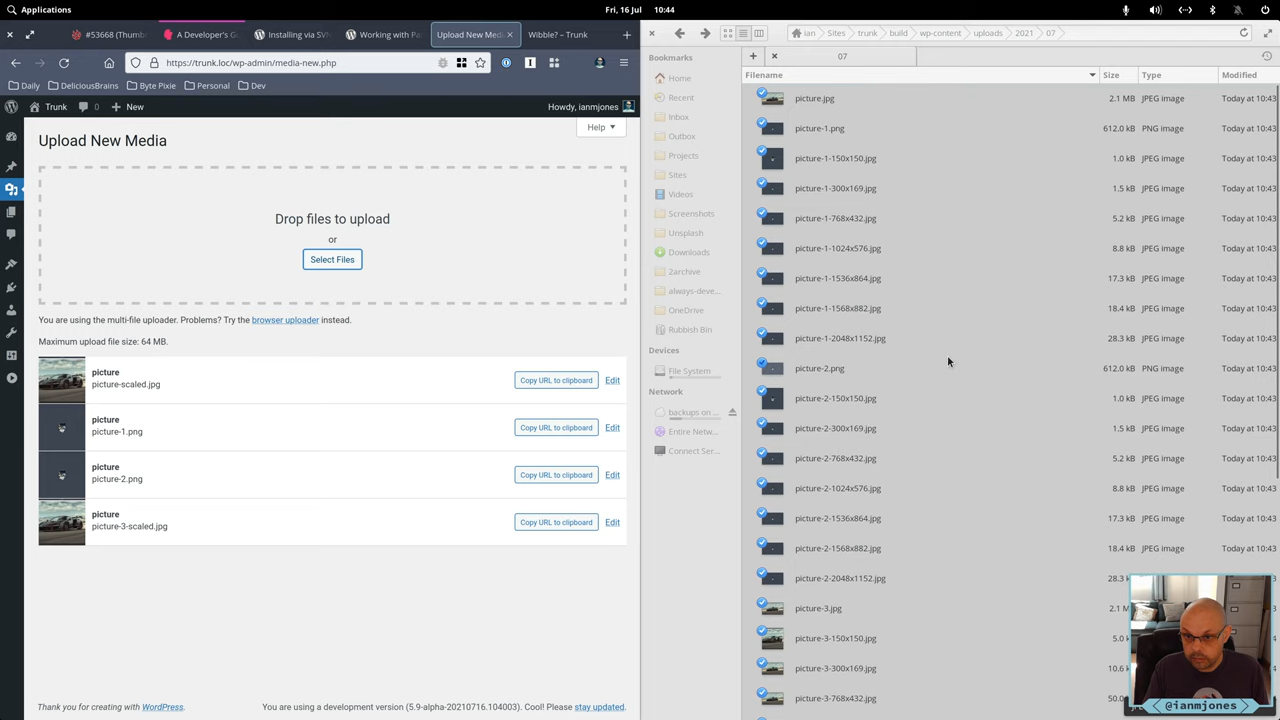 Applications
Fri, 16 Jul 10:44
#53668 (Thumb
A Developer's G
Installing via SVN
Working with Pa
Upload New Medi
Wibble? – Trunk
https://trunk.loc/wp-admin/media-new.php
Daily
DeliciousBrains
Byte Pixie
Personal
Dev
Trunk
New
Howdy, ianmjones
Help
Upload New Media
Drop files to upload
or
Select Files
You are using the multi-file uploader. Problems? Try the browser uploader instead.
Maximum upload file size: 64 MB.
picture
picture-scaled.jpg
Copy URL to clipboard
Edit
picture
picture-1.png
Copy URL to clipboard
Edit
picture
picture-2.png
Copy URL to clipboard
Edit
picture
picture-3-scaled.jpg
Copy URL to clipboard
Edit
Thank you for creating with WordPress.
You are using a development version (5.9-alpha-20210716.104003). Cool! Please stay updated.
ian
Sites
trunk
build
wp-content
uploads
2021
07
Bookmarks
Home
Recent
Inbox
Outbox
Projects
Sites
Videos
Screenshots
Unsplash
Downloads
2archive
always-deve...
OneDrive
Rubbish Bin
Devices
File System
Network
backups on ...
Entire Netw...
Connect Ser...
07
Filename Size Type Modified
picture.jpg 2.1 MB JPEG image Today at 10:43
picture-1.png 612.0 kB PNG image Today at 10:43
picture-1-150x150.jpg 1.0 kB JPEG image Today at 10:43
picture-1-300x169.jpg 1.5 kB JPEG image Today at 10:43
picture-1-768x432.jpg 5.2 kB JPEG image Today at 10:43
picture-1-1024x576.jpg 8.8 kB JPEG image Today at 10:43
picture-1-1536x864.jpg 17.3 kB JPEG image Today at 10:43
picture-1-1568x882.jpg 18.4 kB JPEG image Today at 10:43
picture-1-2048x1152.jpg 28.3 kB JPEG image Today at 10:43
picture-2.png 612.0 kB PNG image Today at 10:43
picture-2-150x150.jpg 1.0 kB JPEG image Today at 10:43
picture-2-300x169.jpg 1.5 kB JPEG image Today at 10:43
picture-2-768x432.jpg 5.2 kB JPEG image Today at 10:43
picture-2-1024x576.jpg 8.8 kB JPEG image Today at 10:43
picture-2-1536x864.jpg 17.3 kB JPEG image Today at 10:43
picture-2-1568x882.jpg 18.4 kB JPEG image Today at 10:43
picture-2-2048x1152.jpg 28.3
picture-3.jpg 2.1 M
picture-3-150x150.jpg 5.0
picture-3-300x169.jpg 10.6
picture-3-768x432.jpg 50.0
@ianmjones